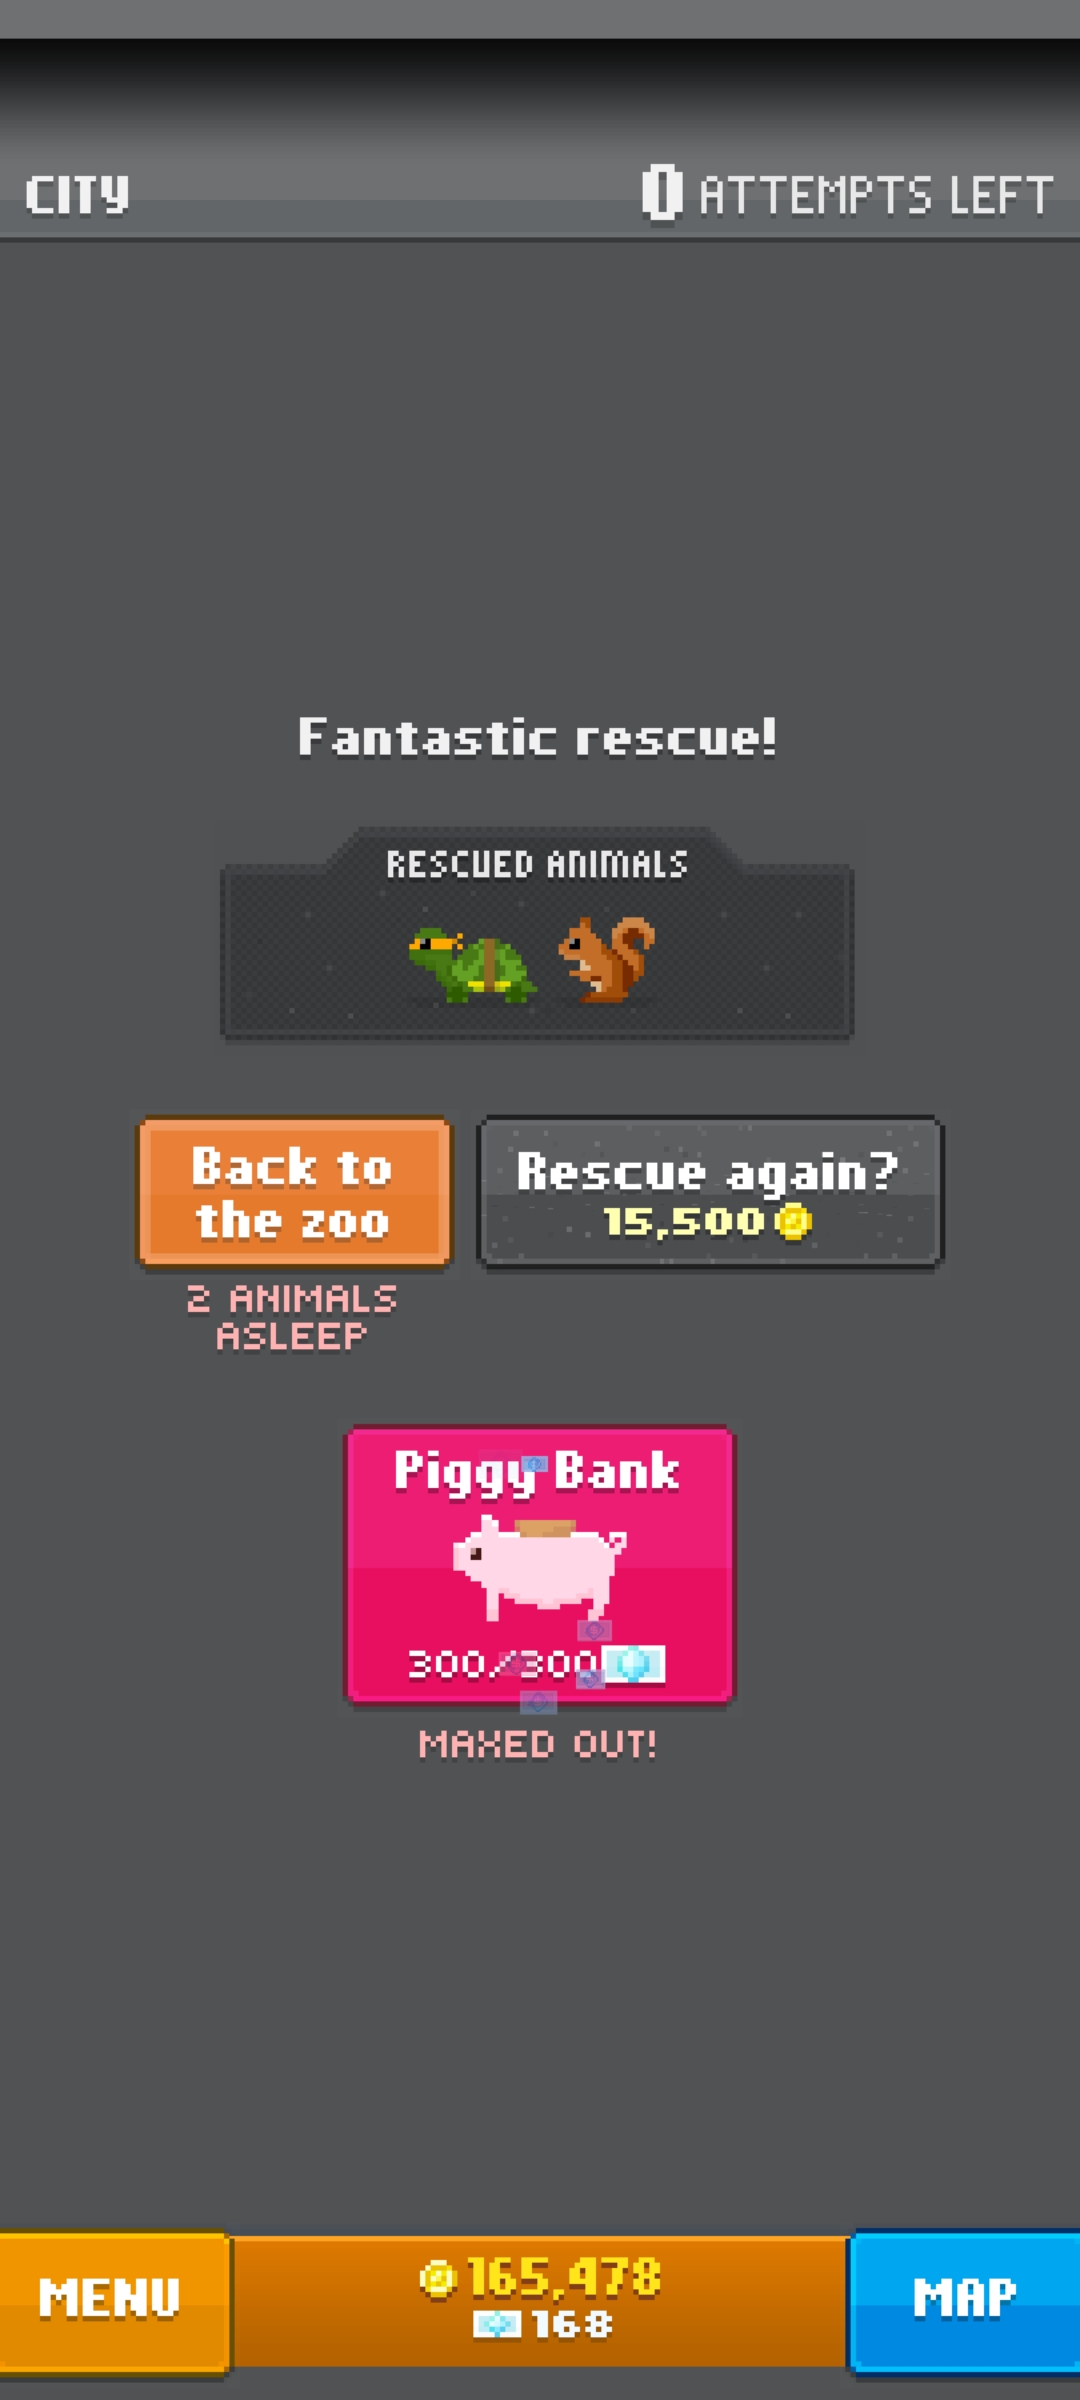 CITY
0 ATTEMPTS LEFT
Fantastic rescue!
RESCUED ANIMALS
Back to
the zoo
Rescue again?
15,500
2 ANIMALS
ASLEEP
Piggy Bank
300/300
MAXED OUT!
MENU
165,478
168
MAP